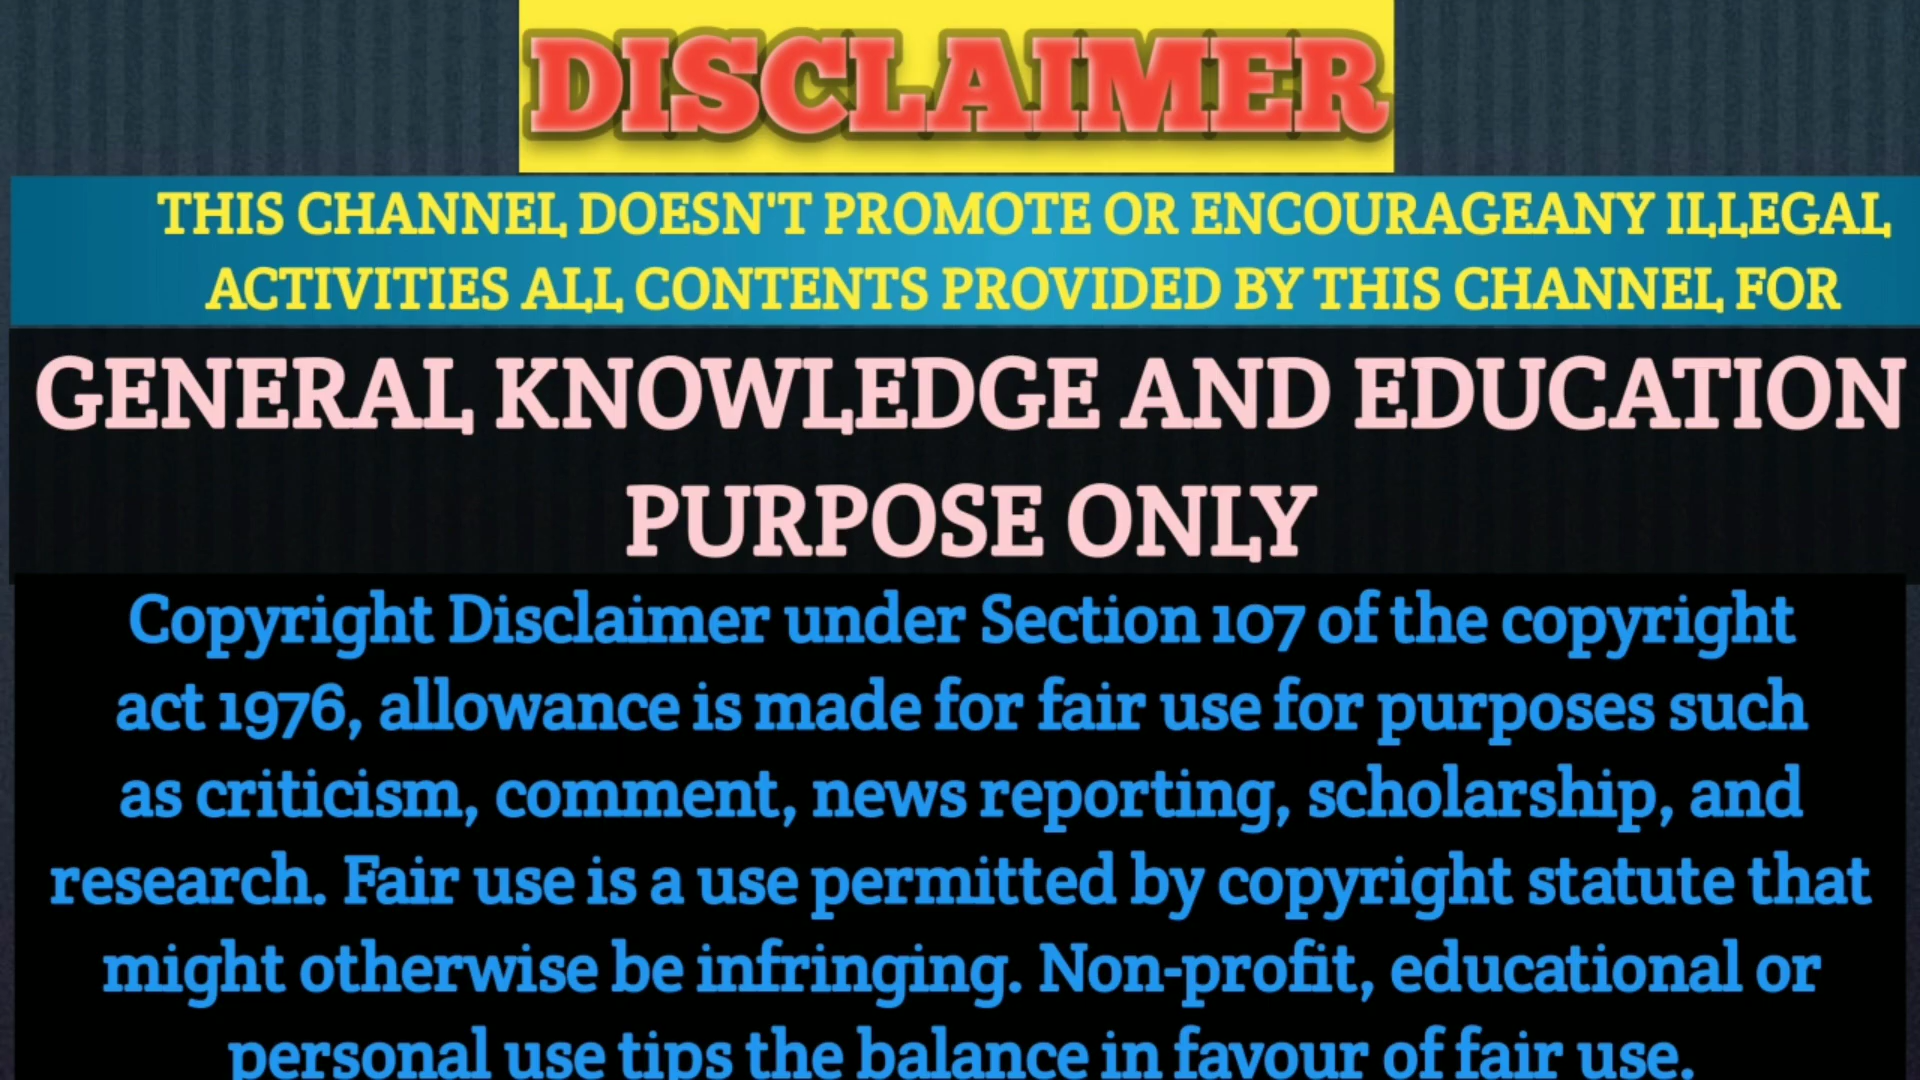 DISCLAIMER
THIS CHANNEL DOESN'T PROMOTE OR ENCOURAGEANY ILLEGAL
ACTIVITIES ALL CONTENTS PROVIDED BY THIS CHANNEL FOR
GENERAL KNOWLEDGE AND EDUCATION
PURPOSE ONLY
Copyright Disclaimer under Section 107 of the copyright
act 1976, allowance is made for fair use for purposes such
as criticism, comment, news reporting, scholarship, and
research. Fair use is a use permitted by copyright statute that
might otherwise be infringing. Non-profit, educational or
personal use tips the balance in favour of fair use.